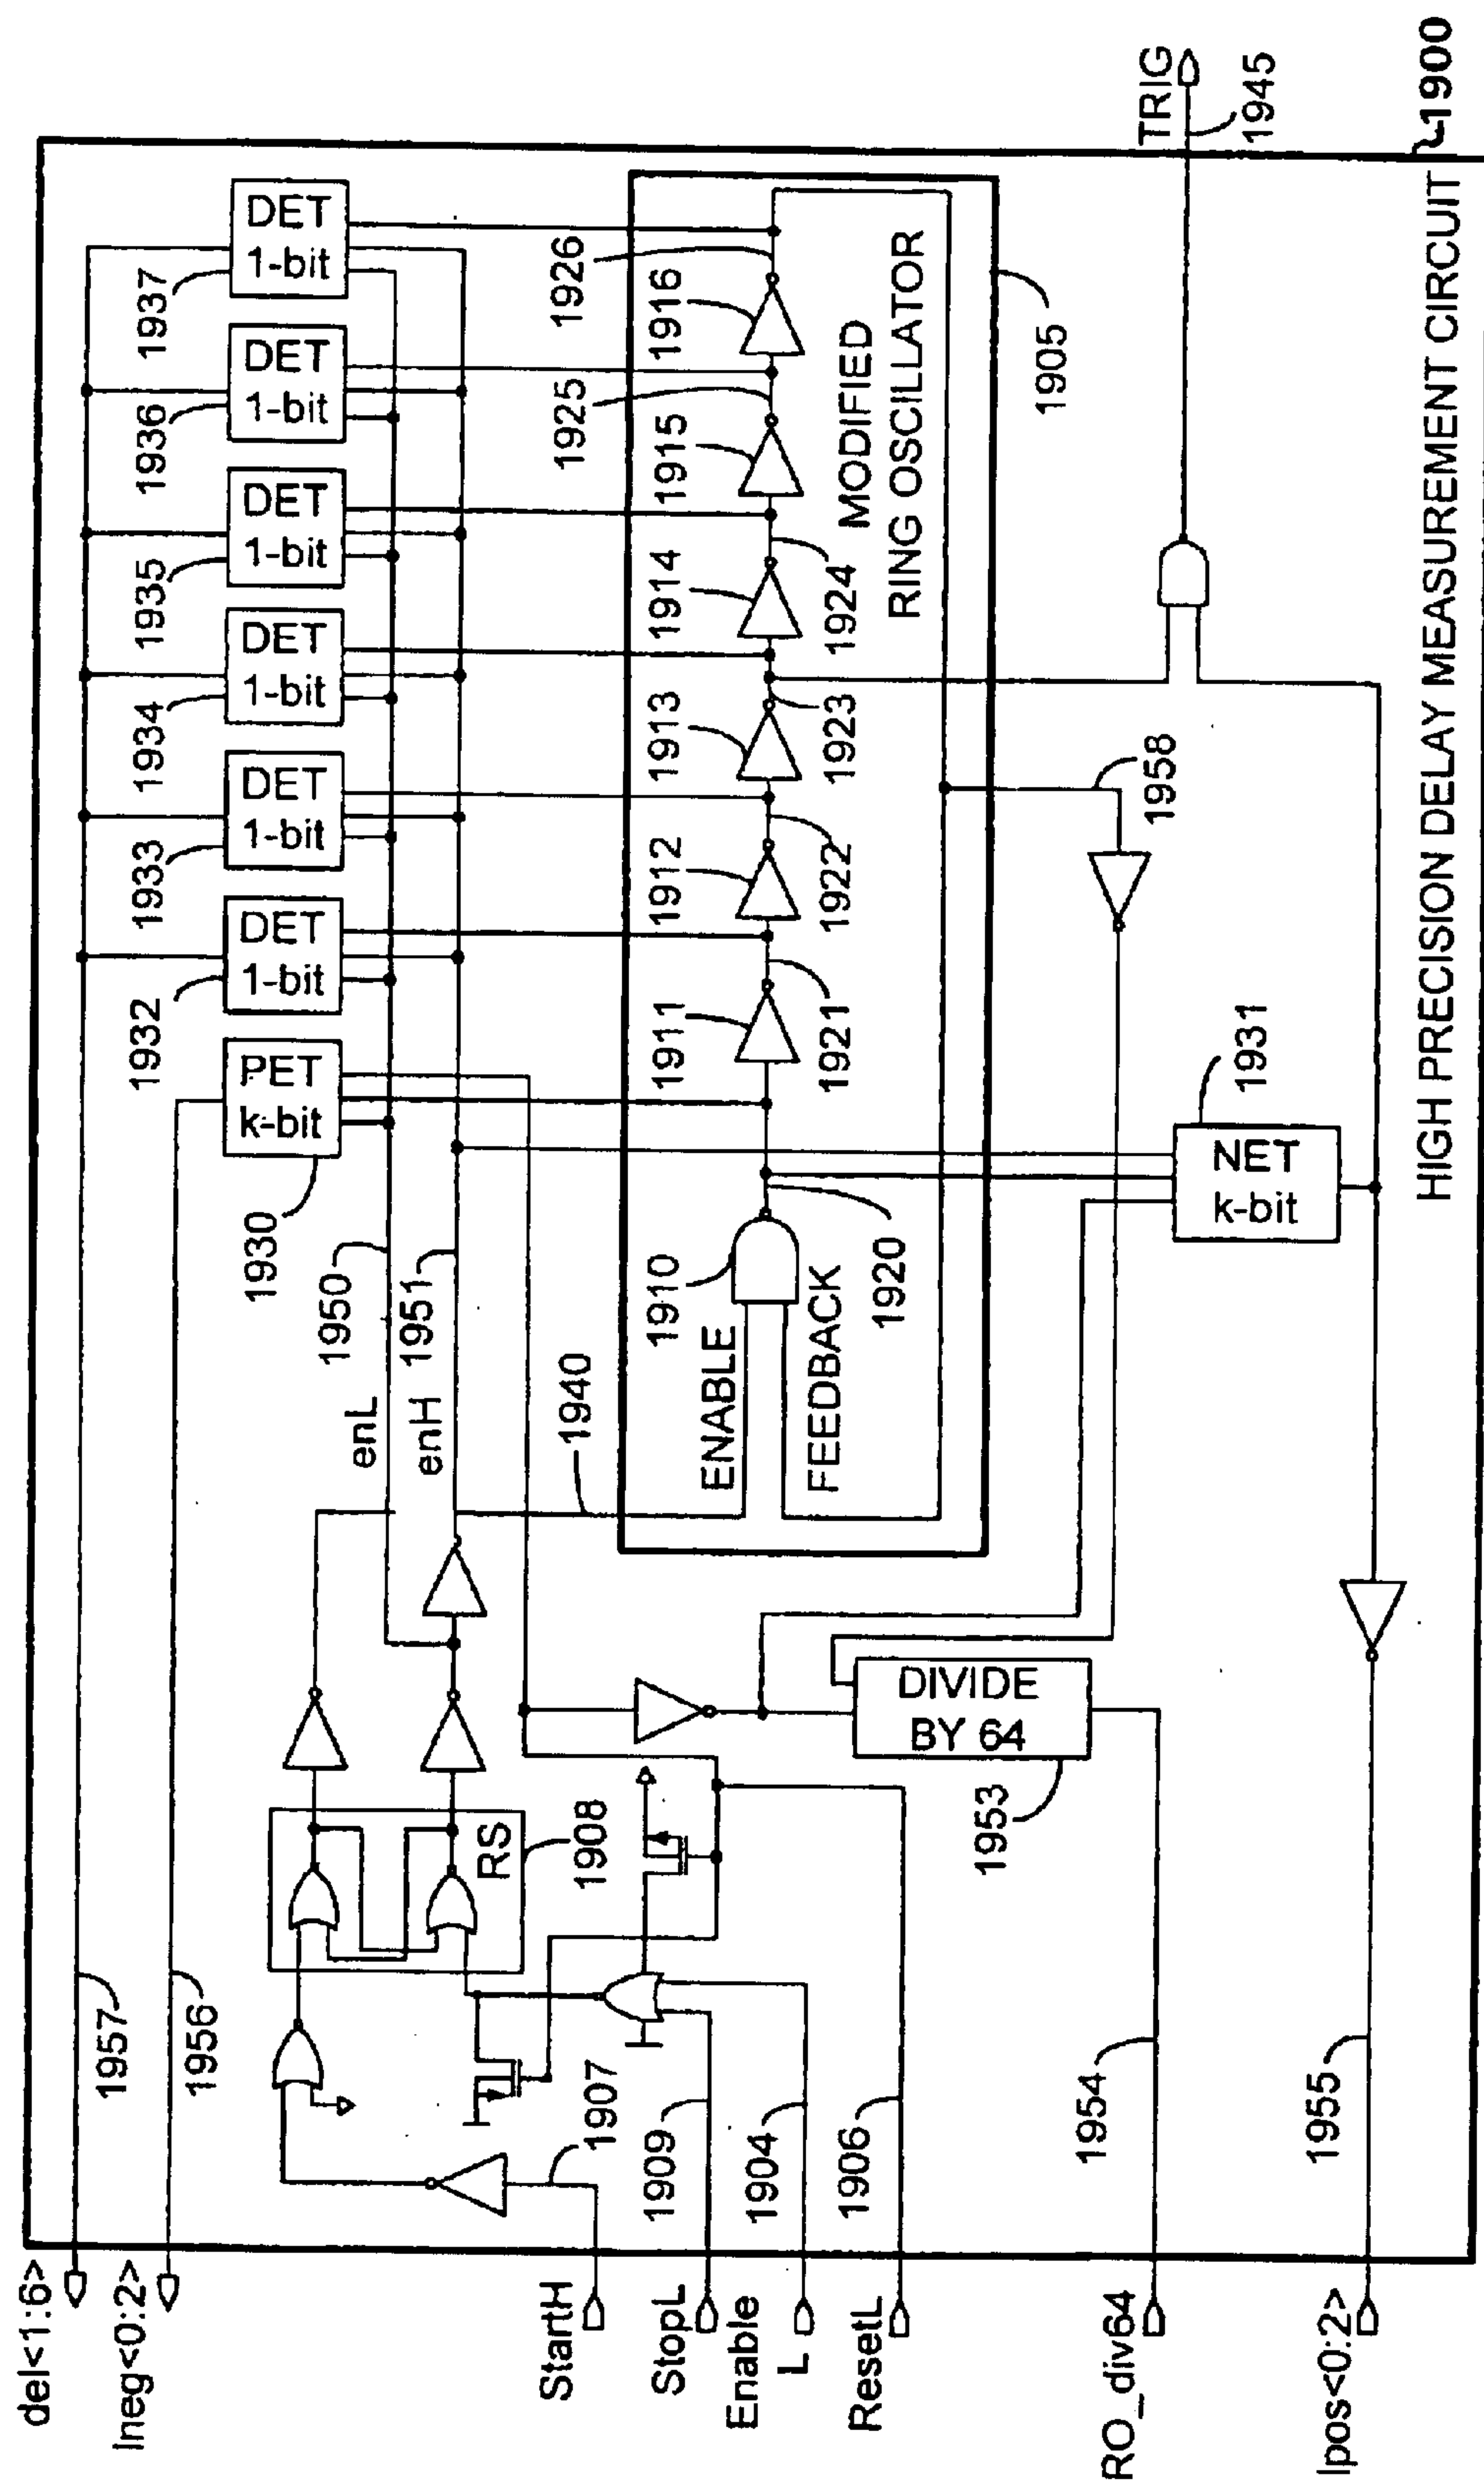 del<1:6>
1957
Ineg<0:2>
1956
StartH
1907
StopL
1909
Enable
L
1904
ResetL
1906
RO_div64
1954
Ipos<0:2>
1955
RS
1908
DIVIDE
BY 64
1953
enL
1950
enH
1951
1940
PET
k-bit
1930
DET
1-bit
1932
DET
1-bit
1933
DET
1-bit
1934
DET
1-bit
1935
DET
1-bit
1936
DET
1-bit
1937
ENABLE
FEEDBACK
1910
1920
1911
1921
1912
1922
1913
1923
1914
1924
1915
1925
1916
1926
MODIFIED
RING OSCILLATOR
1905
1958
NET
k-bit
1931
TRIG
1945
HIGH PRECISION DELAY MEASUREMENT CIRCUIT
1900